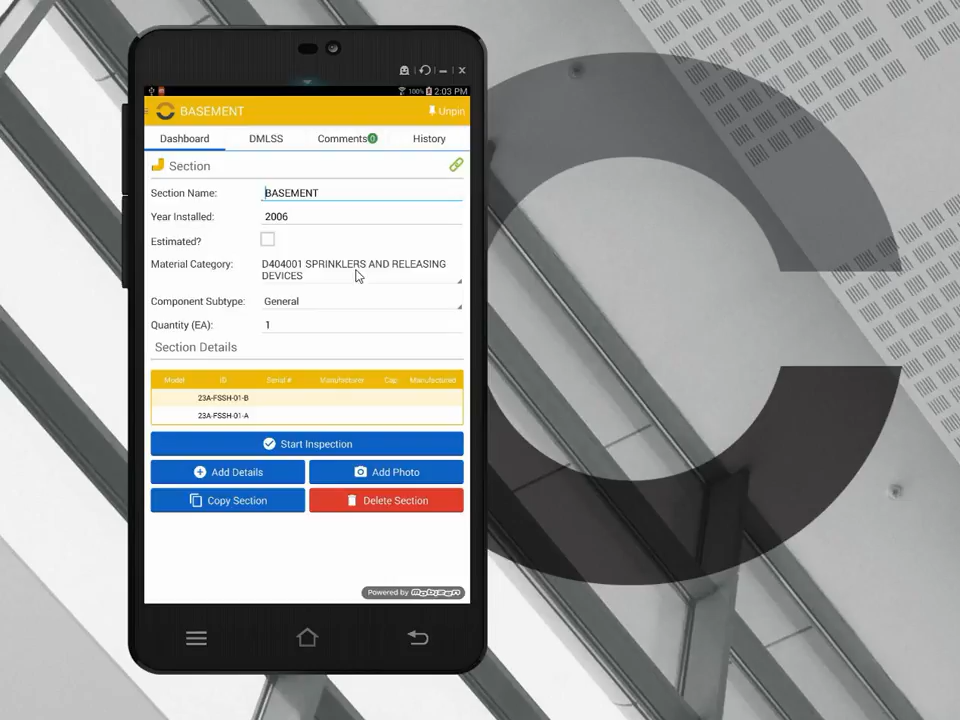 100% 2:03 PM
BASEMENT Unpin
Dashboard DMLSS Comments 0 History
Section
Section Name: BASEMENT
Year Installed: 2006
Estimated?
Material Category: D404001 SPRINKLERS AND RELEASING
DEVICES
Component Subtype: General
Quantity (EA): 1
Section Details
Model ID Serial # Manufacturer Cap Manufactured
23A-FSSH-01-B
23A-FSSH-01-A
Start Inspection
Add Details Add Photo
Copy Section Delete Section
Powered by mobizen